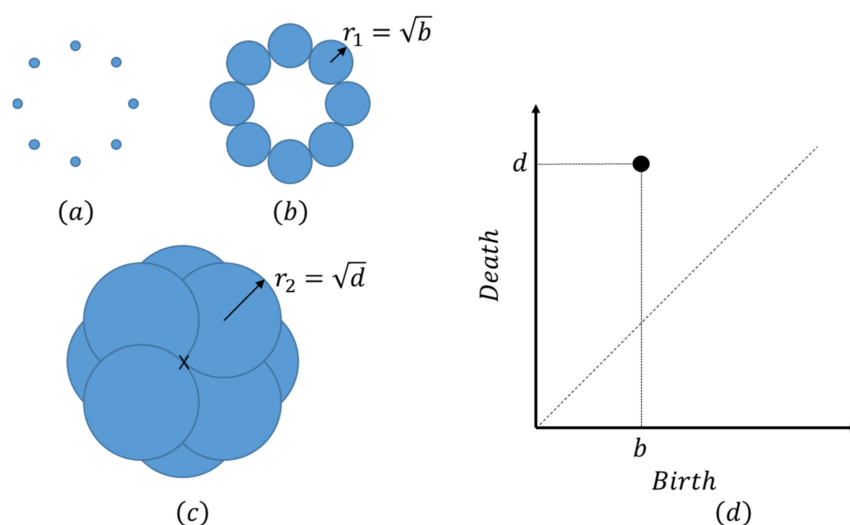 r₁ = √b
(a)
(b)
r₂ = √d
x
(c)
d
Death
b
Birth
(d)